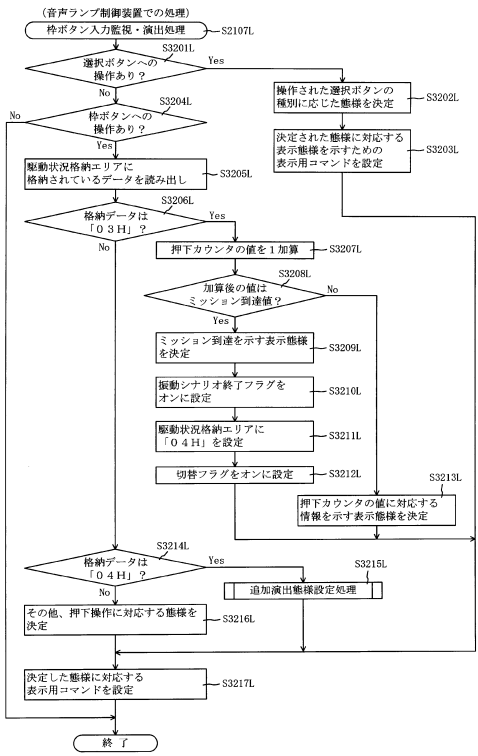 (音声ランプ制御装置での処理)
枠ボタン入力監視・演出処理
S2107L
S3201L
選択ボタンへの
操作あり?
Yes
No
操作された選択ボタンの
種別に応じた態様を決定
S3202L
S3204L
枠ボタンへの
操作あり?
No
Yes
決定された態様に対応する
表示態様を示すための
表示用コマンドを設定
S3203L
駆動状況格納エリアに
格納されているデータを読み出し
S3205L
S3206L
格納データは
「03H」?
Yes
No
押下カウンタの値を1加算
S3207L
S3208L
加算後の値は
ミッション到達値?
No
Yes
ミッション到達を示す表示態様
を決定
S3209L
振動シナリオ終了フラグを
オンに設定
S3210L
駆動状況格納エリアに
「04H」を設定
S3211L
切替フラグをオンに設定
S3212L
S3213L
押下カウンタの値に対応する
情報を示す表示態様を決定
S3214L
格納データは
「04H」?
Yes
No
S3215L
追加演出態様設定処理
その他、押下操作に対応する態様を
決定
S3216L
決定した態様に対応する
表示用コマンドを設定
S3217L
終了